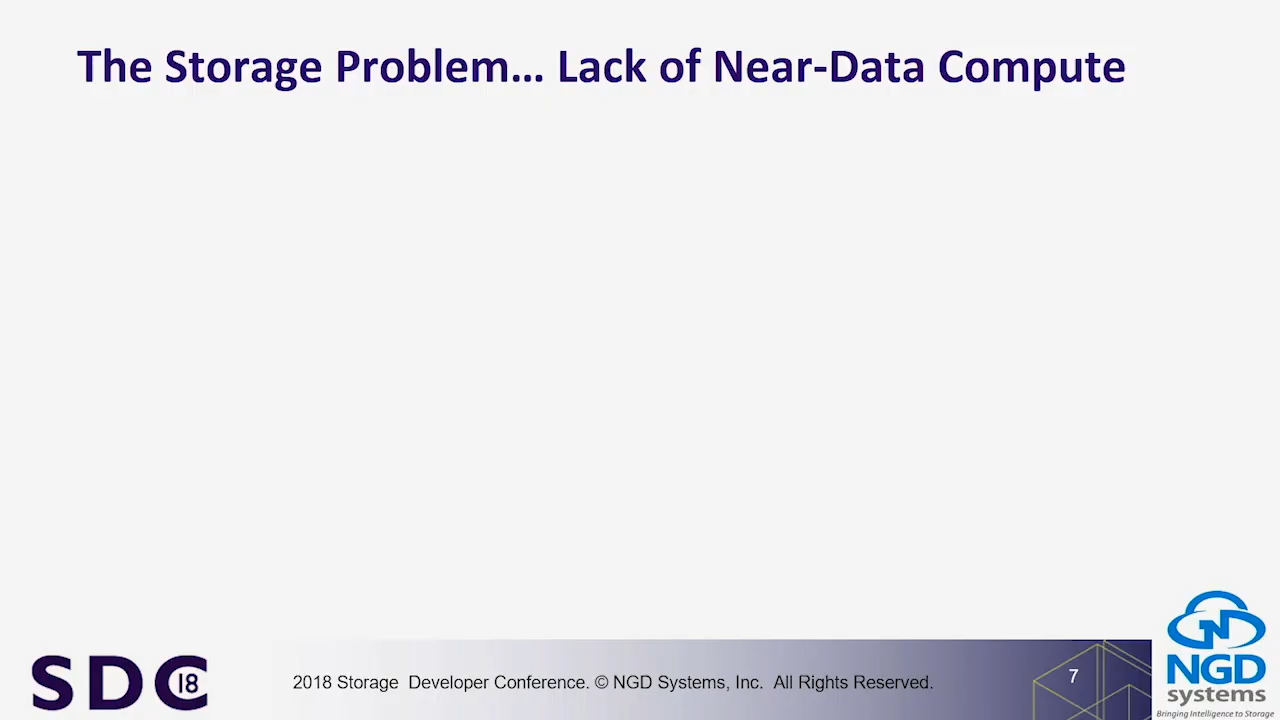 The Storage Problem... Lack of Near-Data Compute
SDC 18
2018 Storage Developer Conference. © NGD Systems, Inc. All Rights Reserved.
7
NGD
systems
Bringing Intelligence to Storage